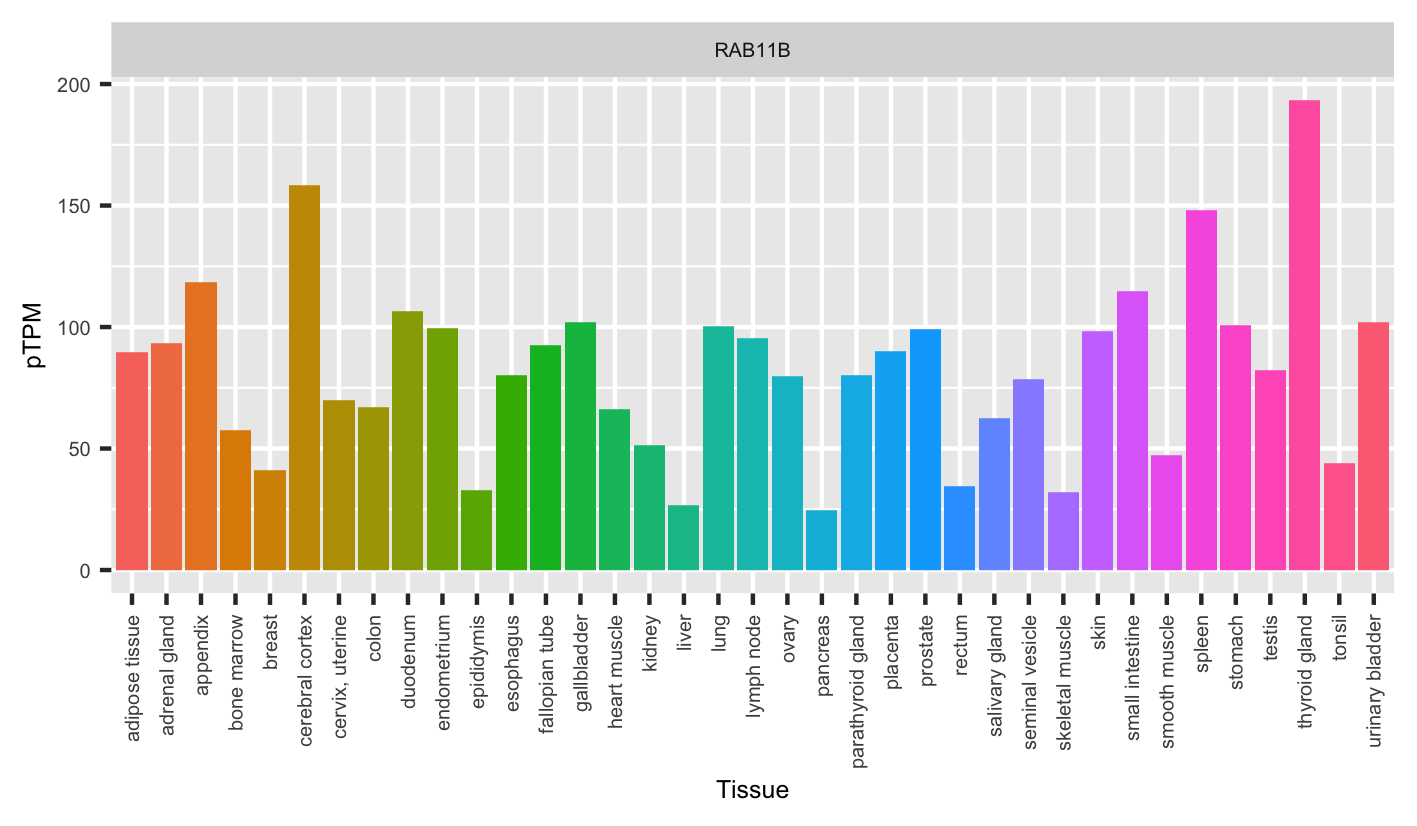 RAB11B
200
150
100
50
0
pTPM
adipose tissue
adrenal gland
appendix
bone marrow
breast
cerebral cortex
cervix, uterine
colon
duodenum
endometrium
epididymis
esophagus
fallopian tube
gallbladder
heart muscle
kidney
liver
lung
lymph node
ovary
pancreas
parathyroid gland
placenta
prostate
rectum
salivary gland
seminal vesicle
skeletal muscle
skin
small intestine
smooth muscle
spleen
stomach
testis
thyroid gland
tonsil
urinary bladder
Tissue